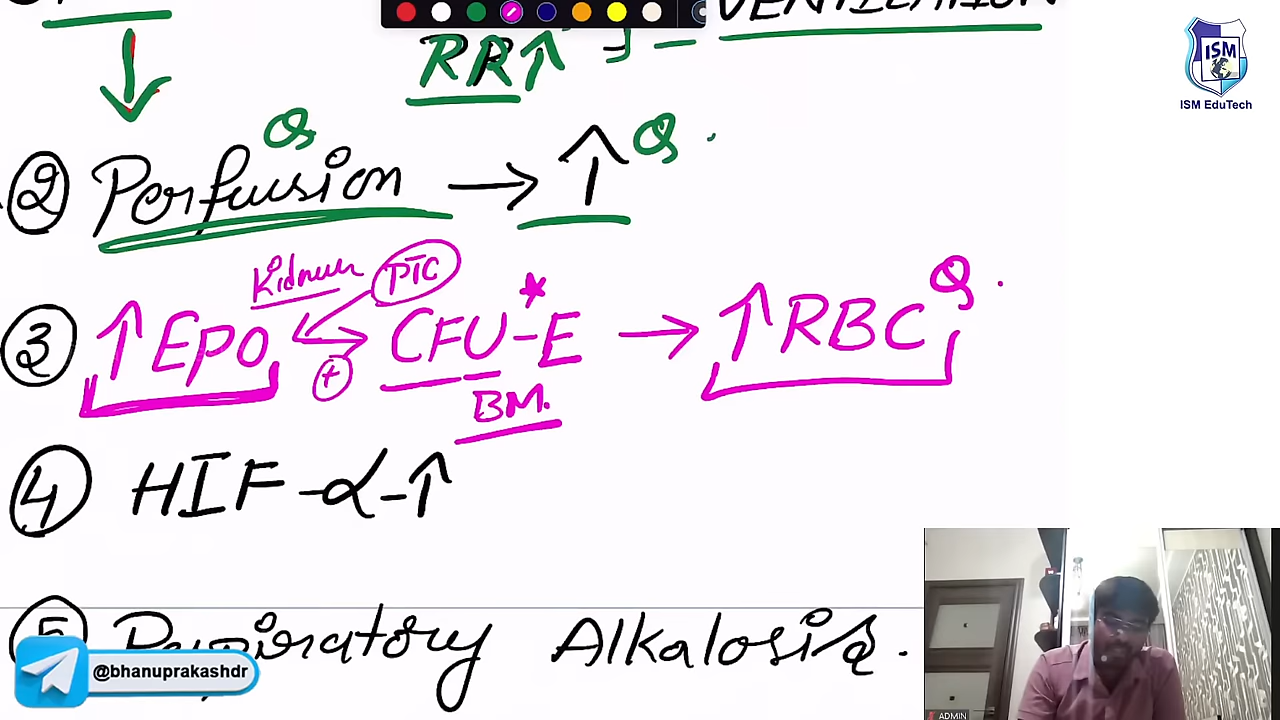 VENTILATION
RR↑
ISM
ISM EduTech
Q
② Perfusion → ↑ Q .
Kidney PTC
③ ↑ EPO ⊕ CFU-E* → ↑ RBC Q .
BM.
④ HIF-α-↑
⑤ Respiratory Alkalosis.
@bhanuprakashdr
ADMIN